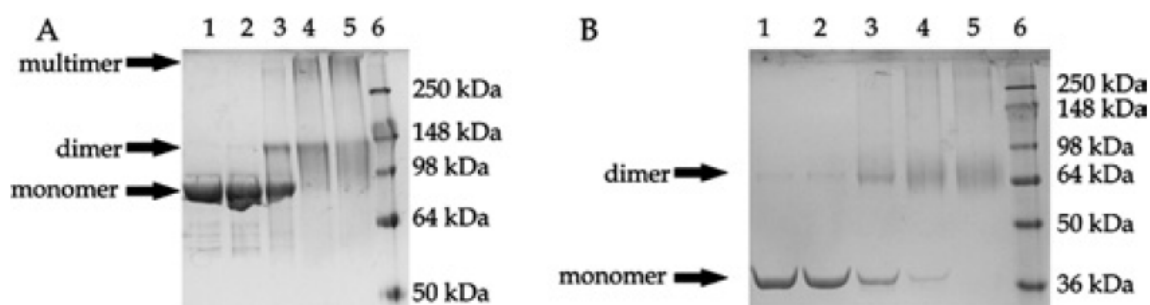 A
1 2 3 4 5 6
multimer
dimer
monomer
250 kDa
148 kDa
98 kDa
64 kDa
50 kDa
B
1 2 3 4 5 6
dimer
monomer
250 kDa
148 kDa
98 kDa
64 kDa
50 kDa
36 kDa